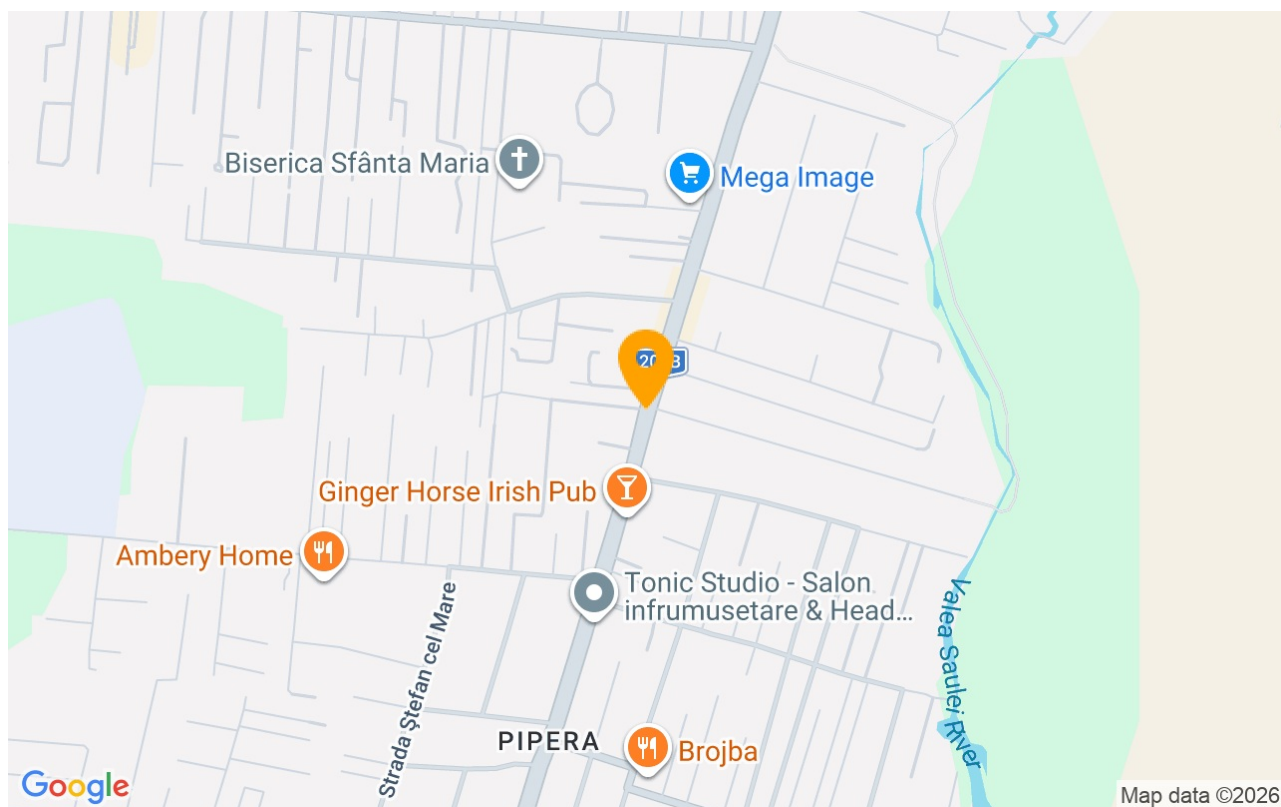 Biserica Sfânta Maria
Mega Image
Ginger Horse Irish Pub
Ambery Home
Tonic Studio - Salon
infrumusetare & Head...
Strada Ștefan cel Mare
Valea Saulei River
PIPERA
Brojba
Google
Map data ©2026